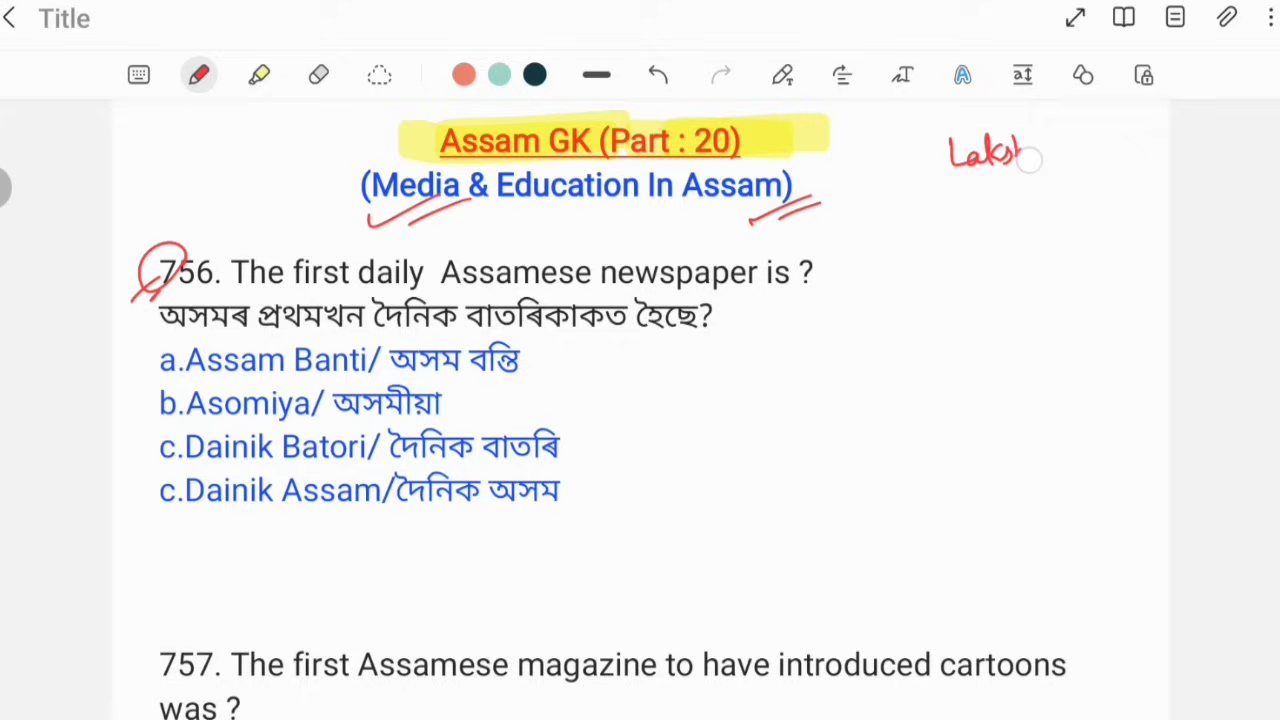 Title
Assam GK (Part : 20)
Laksh
(Media & Education In Assam)
756. The first daily Assamese newspaper is ?
অসমৰ প্ৰথমখন দৈনিক বাতৰিকাকত হৈছে?
a.Assam Banti/ অসম বন্তি
b.Asomiya/ অসমীয়া
c.Dainik Batori/ দৈনিক বাতৰি
c.Dainik Assam/দৈনিক অসম
757. The first Assamese magazine to have introduced cartoons
was ?